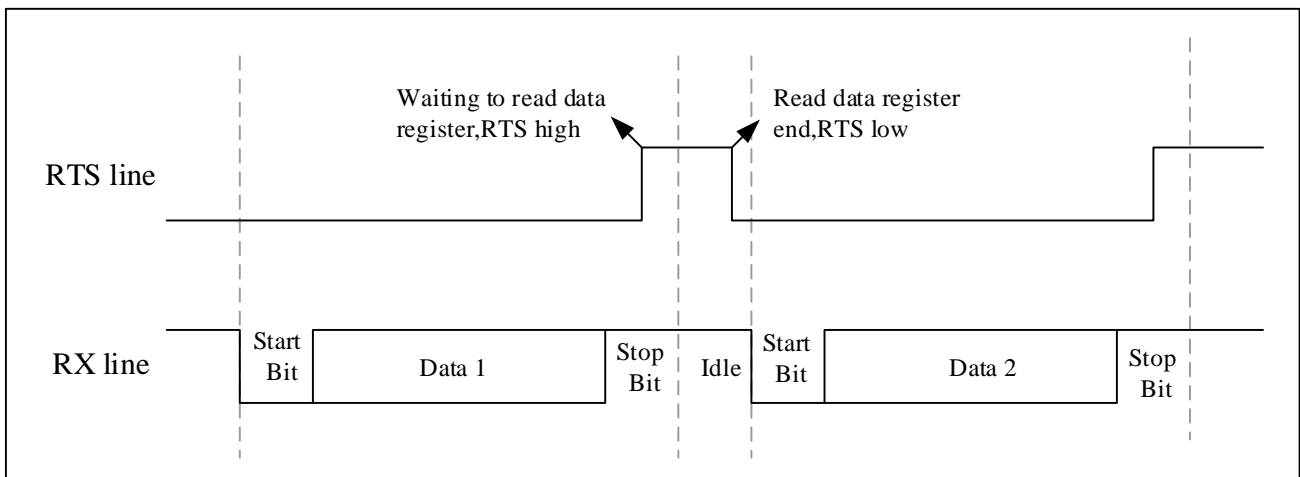 Waiting to read data
register,RTS high
Read data register
end,RTS low
RTS line
RX line
Start
Bit
Data 1
Stop
Bit
Idle
Start
Bit
Data 2
Stop
Bit